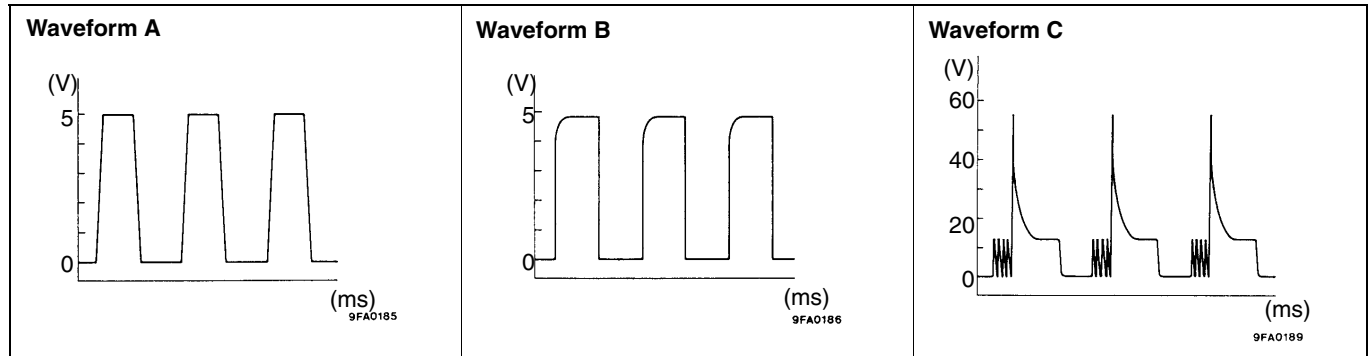 Waveform A
(V)
5
0
(ms)
9FA0185
Waveform B
(V)
5
0
(ms)
9FA0186
Waveform C
(V)
60
40
20
0
(ms)
9FA0189